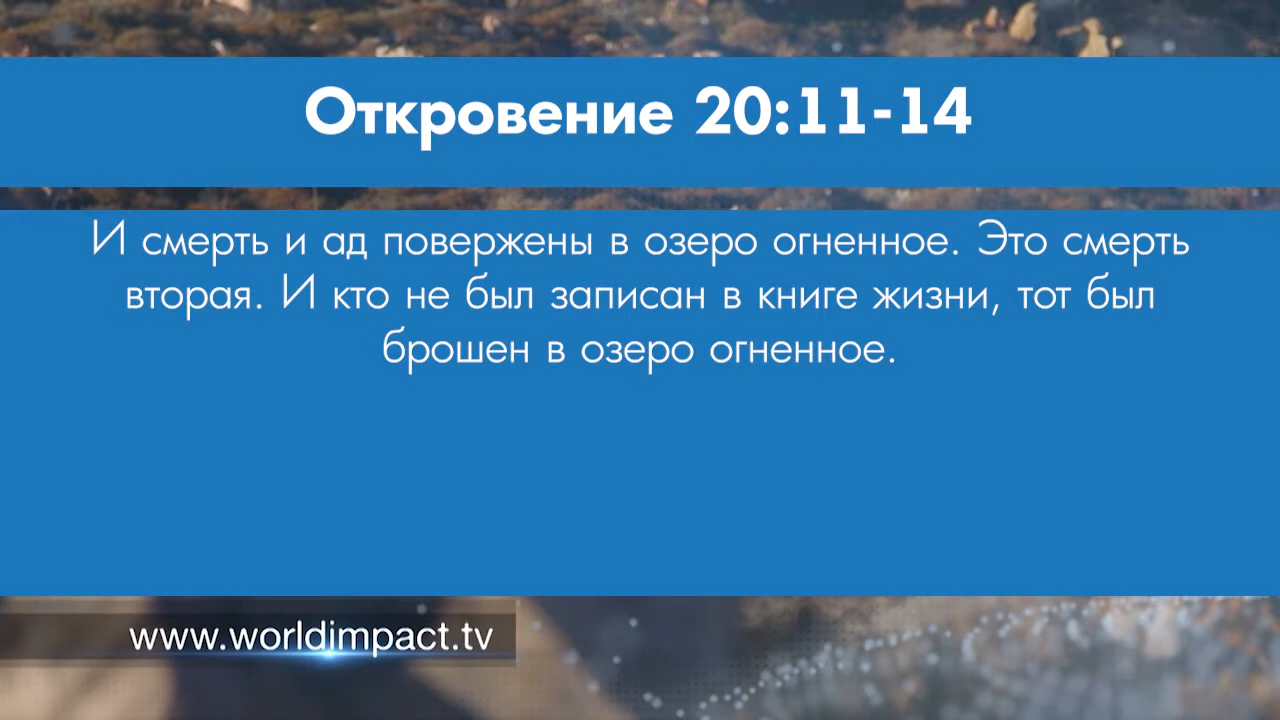 Откровение 20:11-14
И смерть и ад повержены в озеро огненное. Это смерть
вторая. И кто не был записан в книге жизни, тот был
брошен в озеро огненное.
www.worldimpact.tv